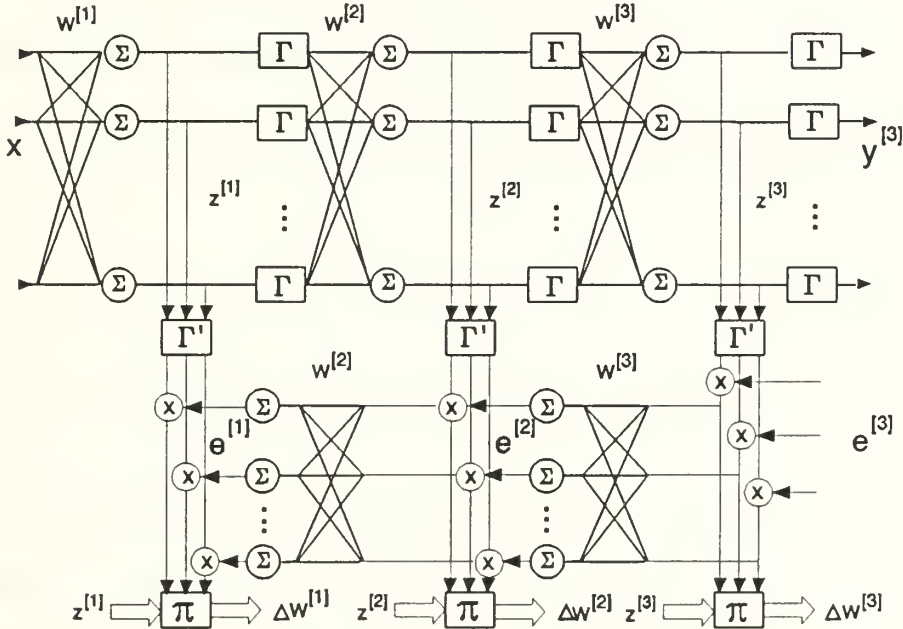 w^[1] w^[2] w^[3]
Σ Γ Σ Γ Σ Γ
Σ Γ Σ Γ Σ Γ
x y^[3]
z^[1] z^[2] z^[3]
Σ Γ Σ Γ Σ Γ
Γ' Γ' Γ'
w^[2] w^[3]
x Σ x Σ x
e^[1] e^[2] x e^[3]
x Σ x Σ x
x Σ x Σ
z^[1] π Δw^[1] z^[2] π Δw^[2] z^[3] π Δw^[3]